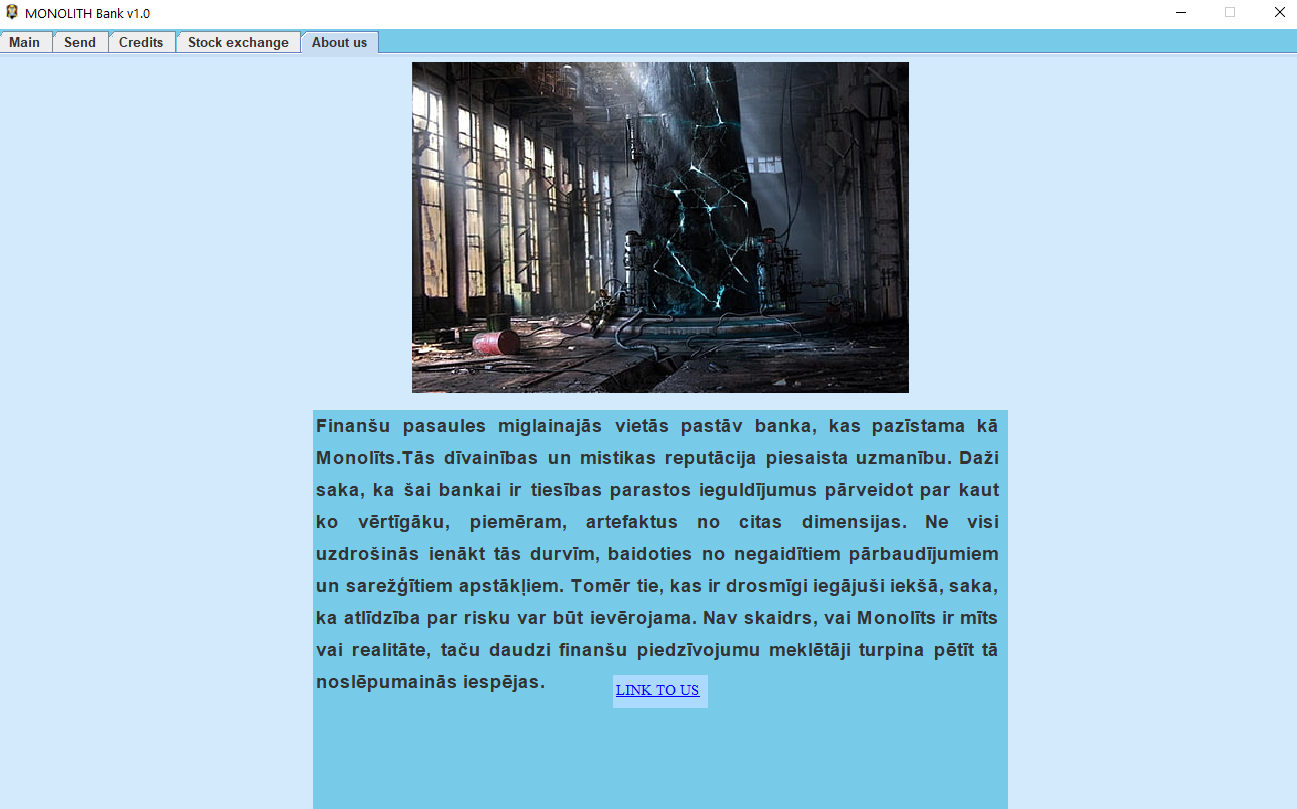 MONOLITH Bank v1.0
Main Send Credits Stock exchange About us
Finanšu pasaules miglainajās vietās pastāv banka, kas pazīstama kā
Monolīts.Tās dīvainības un mistikas reputācija piesaista uzmanību. Daži
saka, ka šai bankai ir tiesības parastos ieguldījumus pārveidot par kaut
ko vērtīgāku, piemēram, artefaktus no citas dimensijas. Ne visi
uzdrošinās ienākt tās durvīm, baidoties no negaidītiem pārbaudījumiem
un sarežģītiem apstākļiem. Tomēr tie, kas ir drosmīgi iegājuši iekšā, saka,
ka atlīdzība par risku var būt ievērojama. Nav skaidrs, vai Monolīts ir mīts
vai realitāte, taču daudzi finanšu piedzīvojumu meklētāji turpina pētīt tā
noslēpumainās iespējas.
LINK TO US